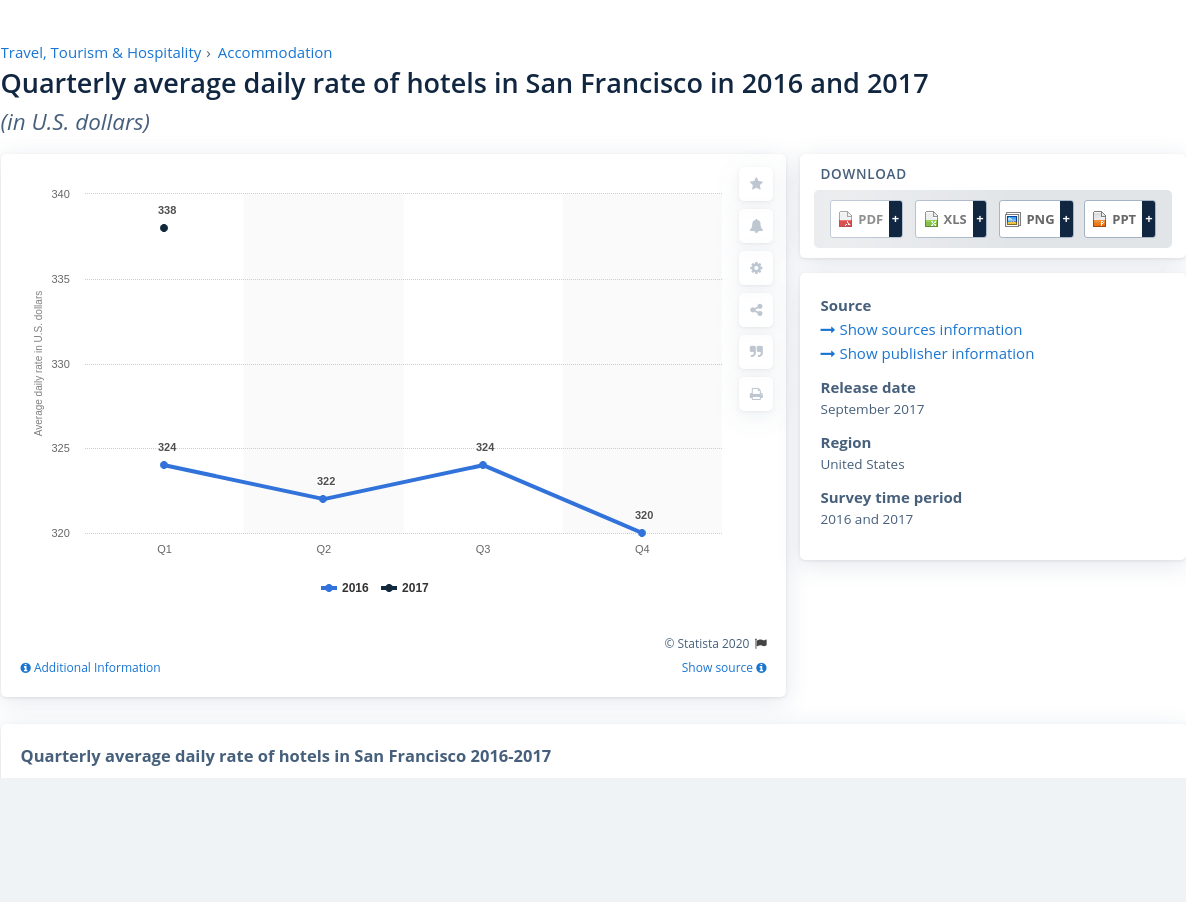 Travel, Tourism & Hospitality › Accommodation
Quarterly average daily rate of hotels in San Francisco in 2016 and 2017
(in U.S. dollars)
340
335
330
325
320
Average daily rate in U.S. dollars
338
324
322
324
320
Q1 Q2 Q3 Q4
2016 2017
© Statista 2020
Additional Information Show source
DOWNLOAD
PDF + XLS + PNG + PPT +
Source
Show sources information
Show publisher information
Release date
September 2017
Region
United States
Survey time period
2016 and 2017
Quarterly average daily rate of hotels in San Francisco 2016-2017